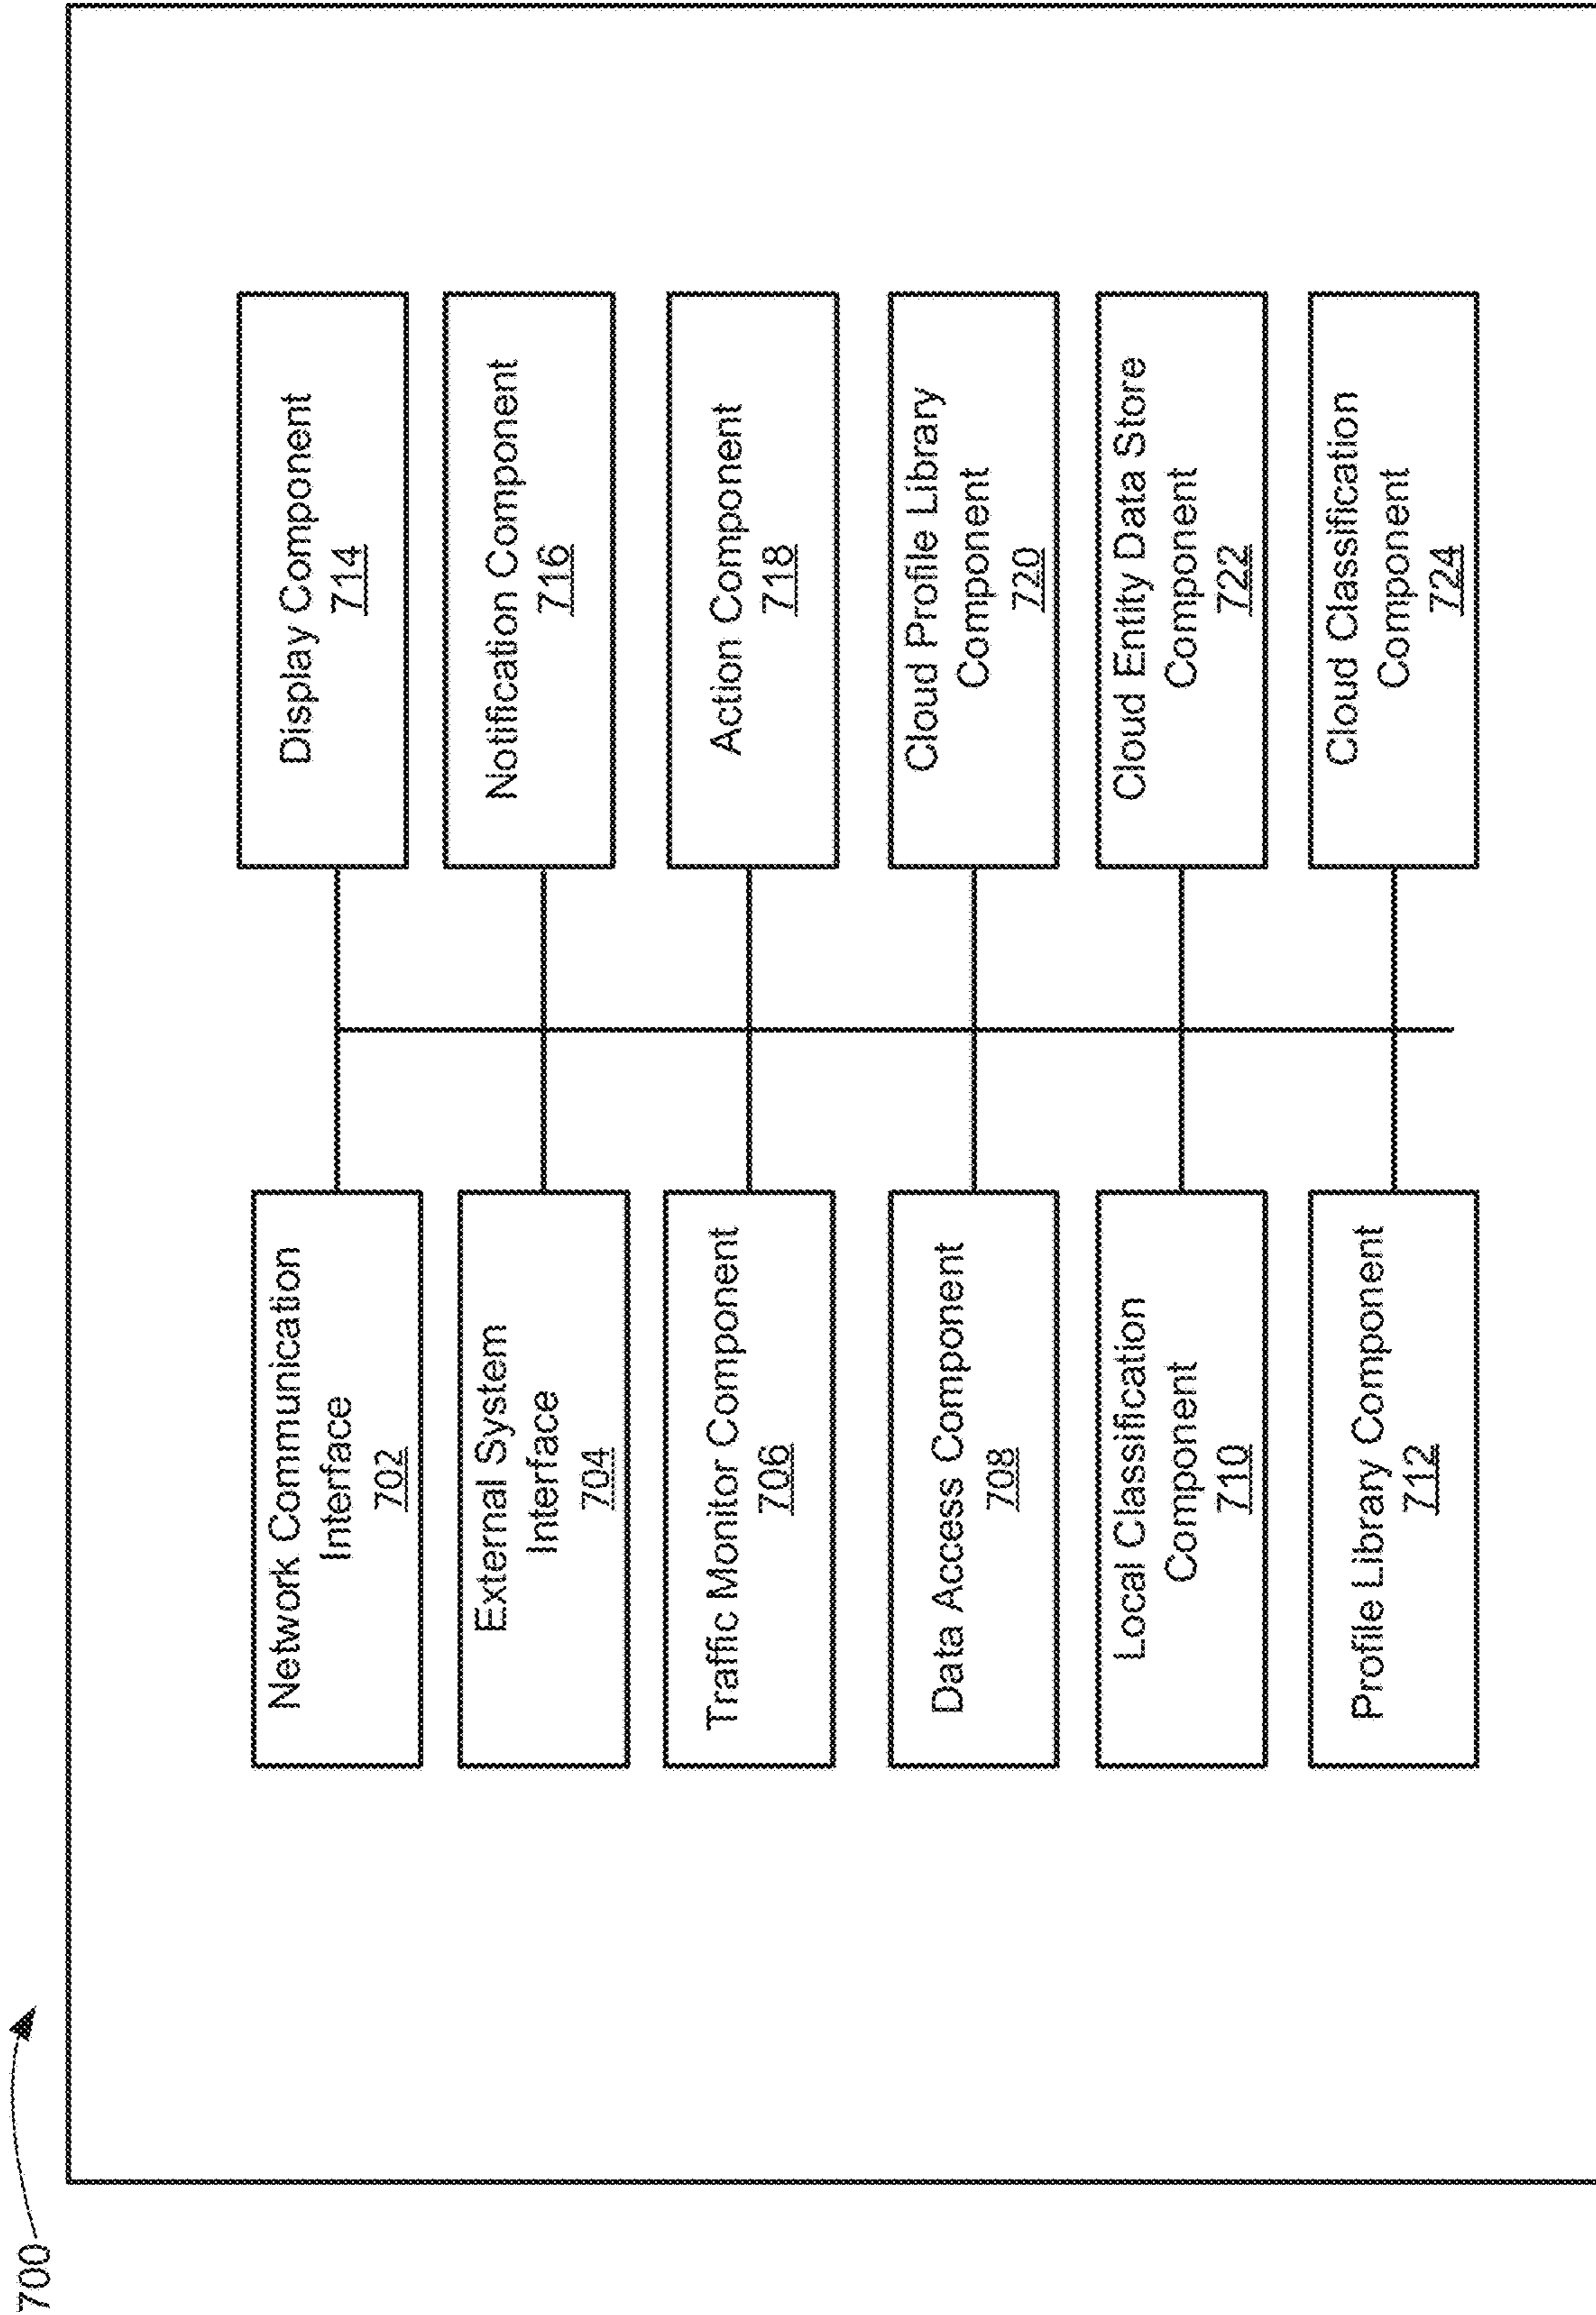 700
Network Communication
Interface
702
External System
Interface
704
Traffic Monitor Component
706
Data Access Component
708
Local Classification
Component
710
Profile Library Component
712
Display Component
714
Notification Component
716
Action Component
718
Cloud Profile Library
Component
720
Cloud Entity Data Store
Component
722
Cloud Classification
Component
724